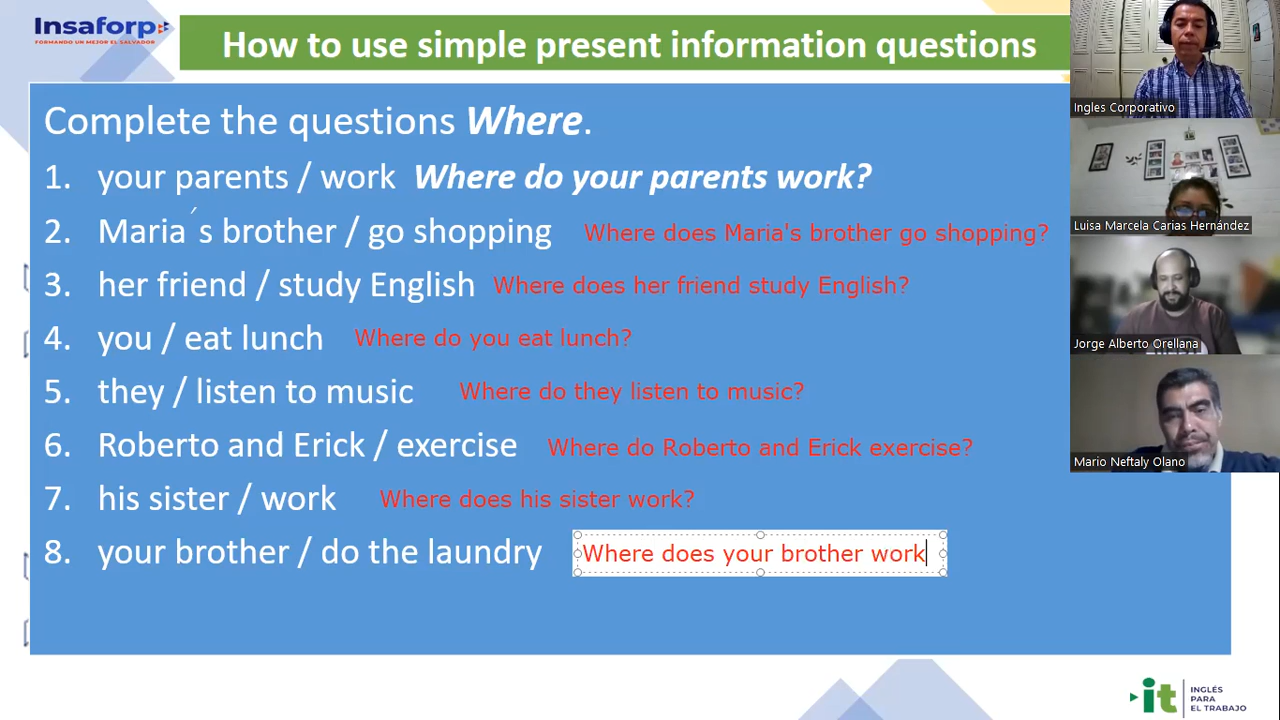 Insaforp
FORMANDO UN MEJOR EL SALVADOR
How to use simple present information questions
Complete the questions Where.
1. your parents / work Where do your parents work?
2. Maria´s brother / go shopping Where does Maria's brother go shopping?
3. her friend / study English Where does her friend study English?
4. you / eat lunch Where do you eat lunch?
5. they / listen to music Where do they listen to music?
6. Roberto and Erick / exercise Where do Roberto and Erick exercise?
7. his sister / work Where does his sister work?
8. your brother / do the laundry Where does your brother work
Ingles Corporativo
Luisa Marcela Carias Hernández
Jorge Alberto Orellana
Mario Neftaly Olano
it
INGLÉS
PARA
EL TRABAJO